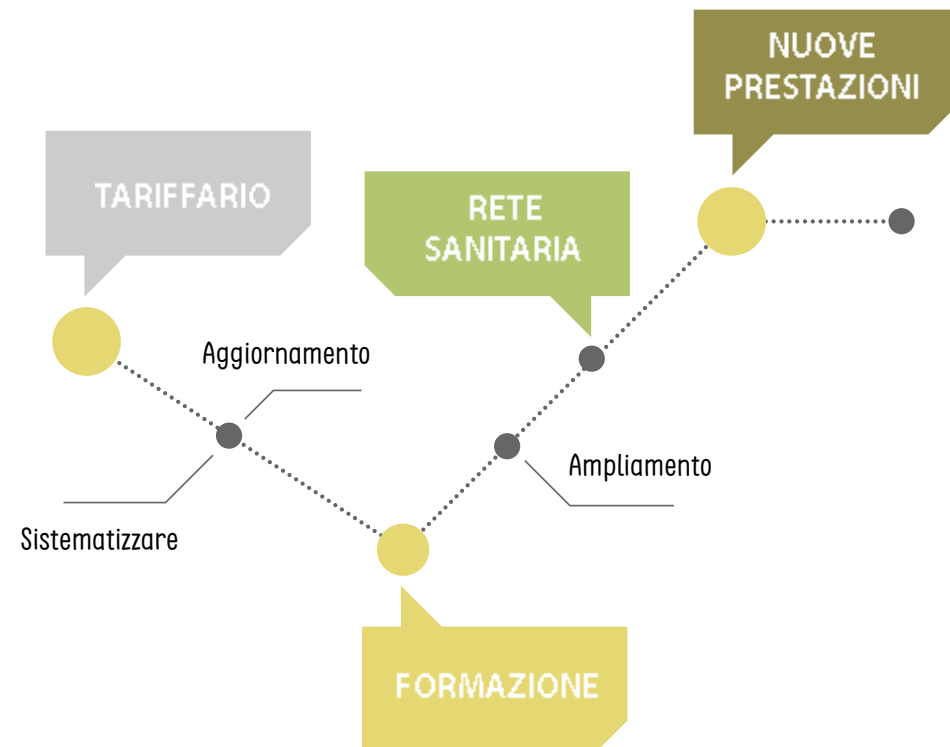 NUOVE
PRESTAZIONI
TARIFFARIO
RETE
SANITARIA
Aggiornamento
Ampliamento
Sistematizzare
FORMAZIONE